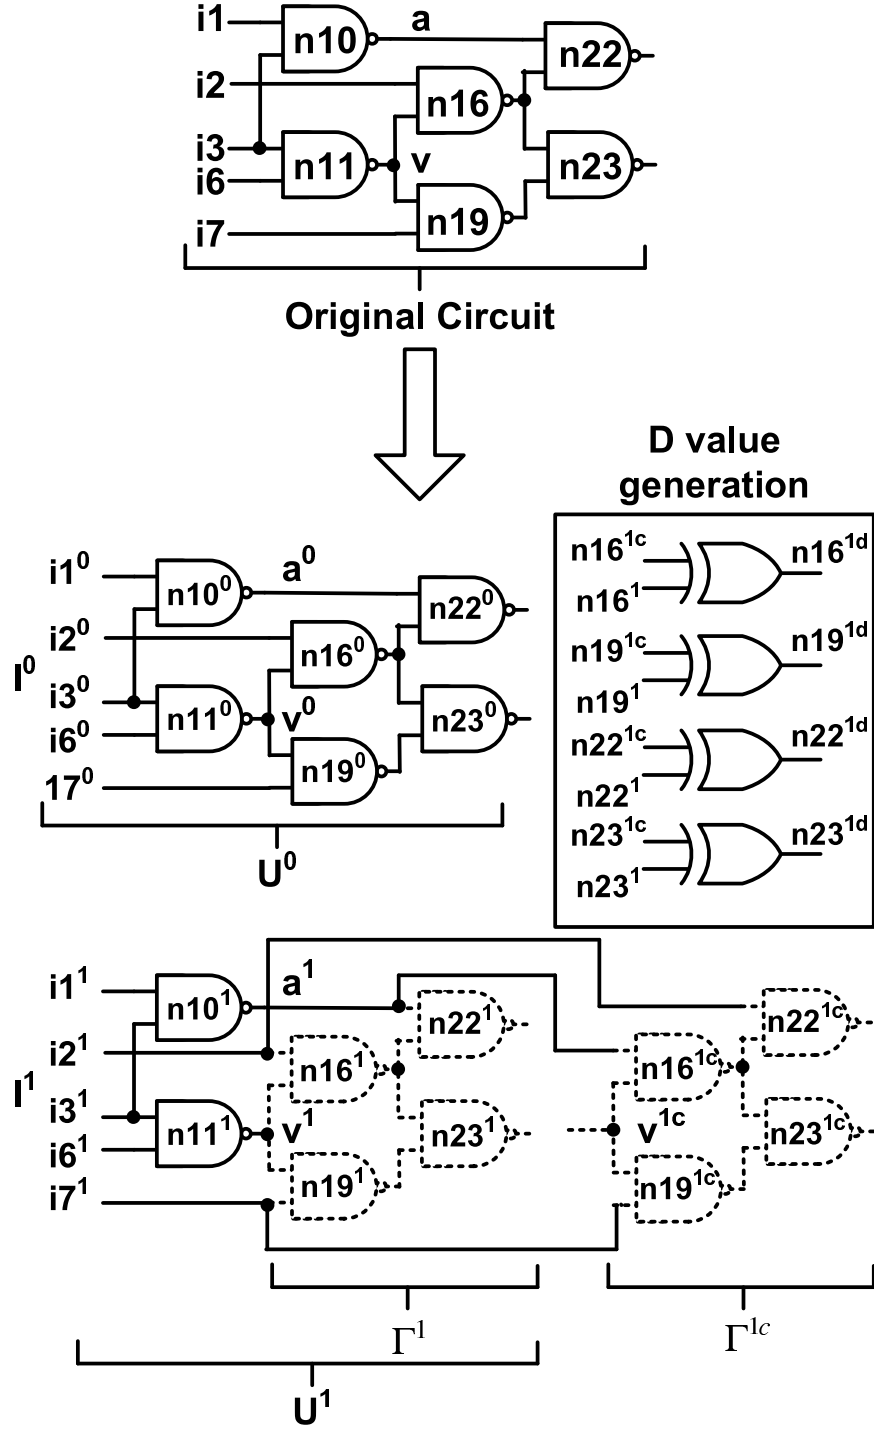 i1
a
n10
n22
i2
n16
i3
n11
v
n23
i6
n19
i7
Original Circuit
D value
generation
n16^1c
n16^1d
n16^1
n19^1c
n19^1d
n19^1
n22^1c
n22^1d
n22^1
n23^1c
n23^1d
n23^1
i1^0
a^0
n10^0
n22^0
i2^0
n16^0
I^0
i3^0
n11^0
v^0
n23^0
i6^0
n19^0
17^0
U^0
i1^1
a^1
n10^1
n22^1
n22^1c
i2^1
n16^1
n16^1c
I^1
i3^1
n11^1
v^1
n23^1
v^1c
n23^1c
i6^1
n19^1
n19^1c
i7^1
Γ^1
Γ^1c
U^1